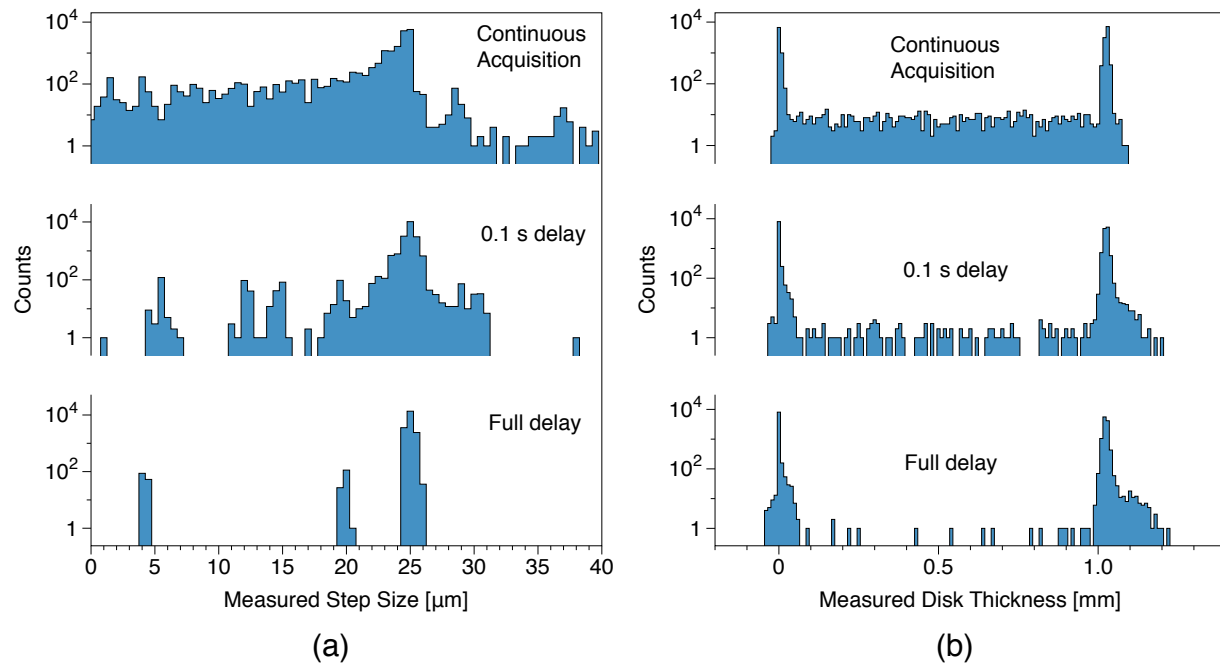 10⁴
10²
1
Continuous
Acquisition
10⁴
10²
1
0.1 s delay
Counts
10⁴
10²
1
Full delay
0 5 10 15 20 25 30 35 40
Measured Step Size [µm]
(a)
10⁴
10²
1
Continuous
Acquisition
10⁴
10²
1
0.1 s delay
Counts
10⁴
10²
1
Full delay
0 0.5 1.0
Measured Disk Thickness [mm]
(b)